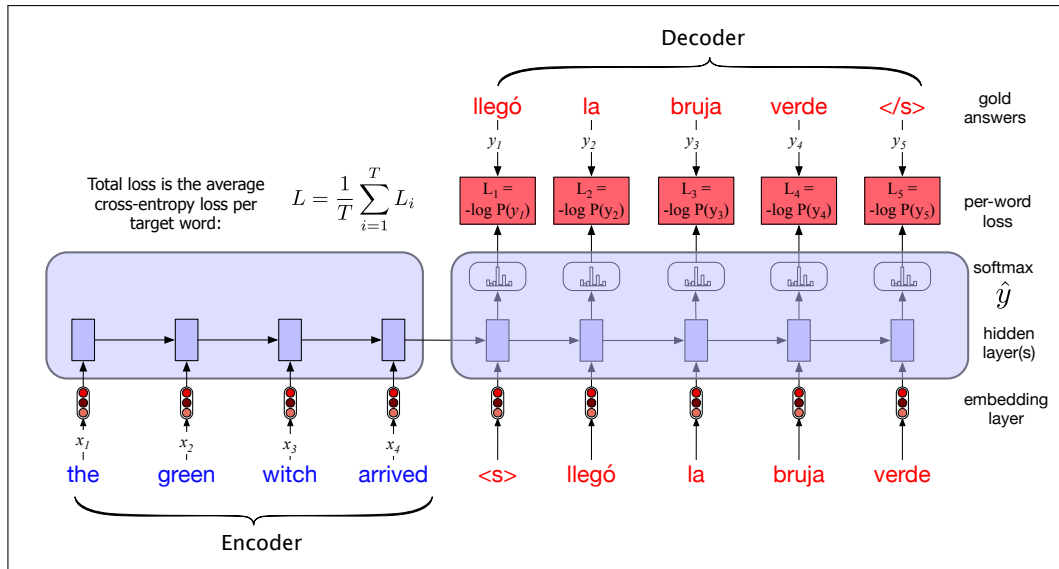 Decoder
llegó la bruja verde </s> gold answers
y1 y2 y3 y4 y5
Total loss is the average cross-entropy loss per target word:
L = \frac{1}{T} \sum_{i=1}^{T} L_i
L1 = -log P(y1)
L2 = -log P(y2)
L3 = -log P(y3)
L4 = -log P(y4)
L5 = -log P(y5)
per-word loss
softmax
ŷ
hidden layer(s)
embedding layer
x1 x2 x3 x4
the green witch arrived <s> llegó la bruja verde
Encoder